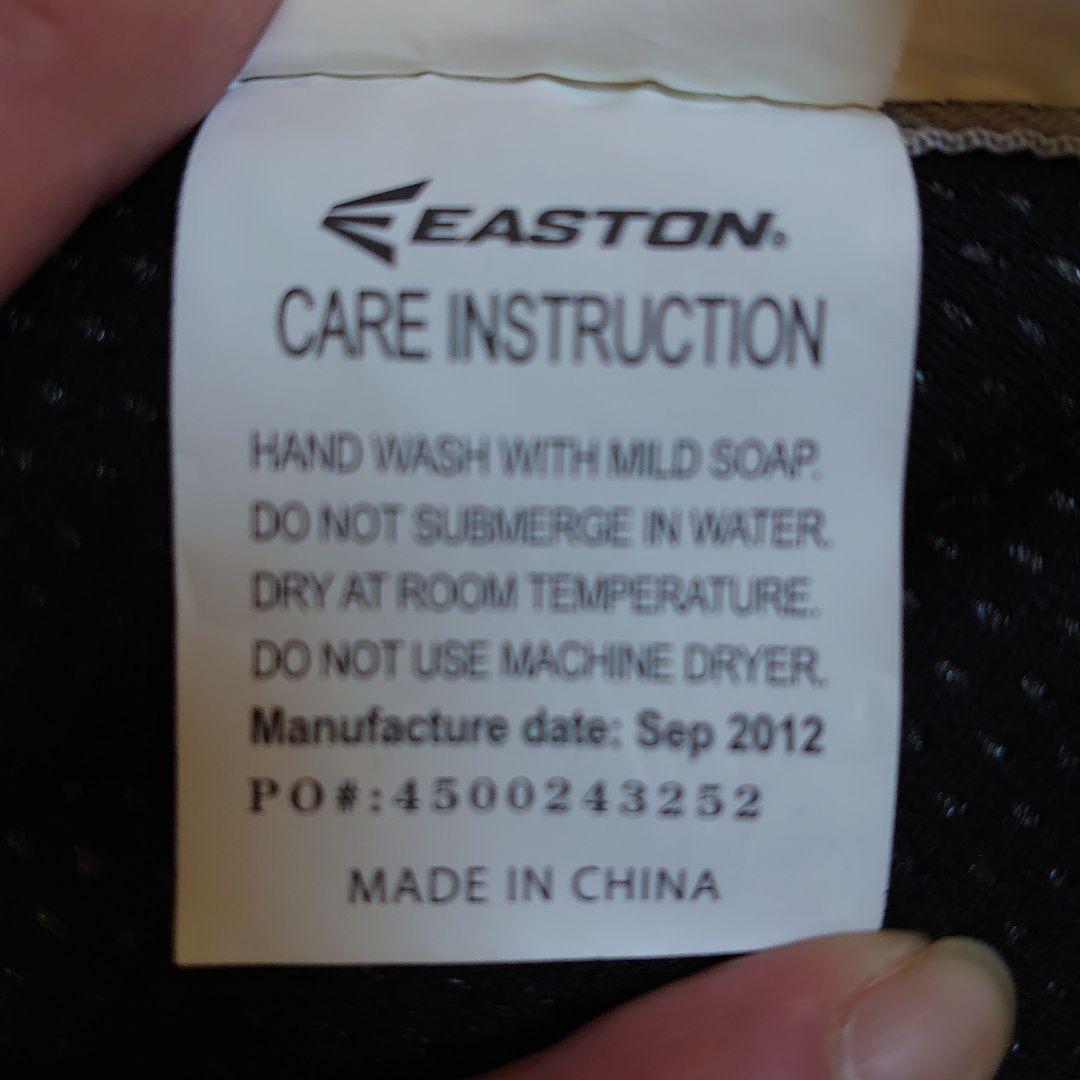 EASTON®
CARE INSTRUCTION
HAND WASH WITH MILD SOAP.
DO NOT SUBMERGE IN WATER.
DRY AT ROOM TEMPERATURE.
DO NOT USE MACHINE DRYER.
Manufacture date: Sep 2012
PO#:4500243252
MADE IN CHINA